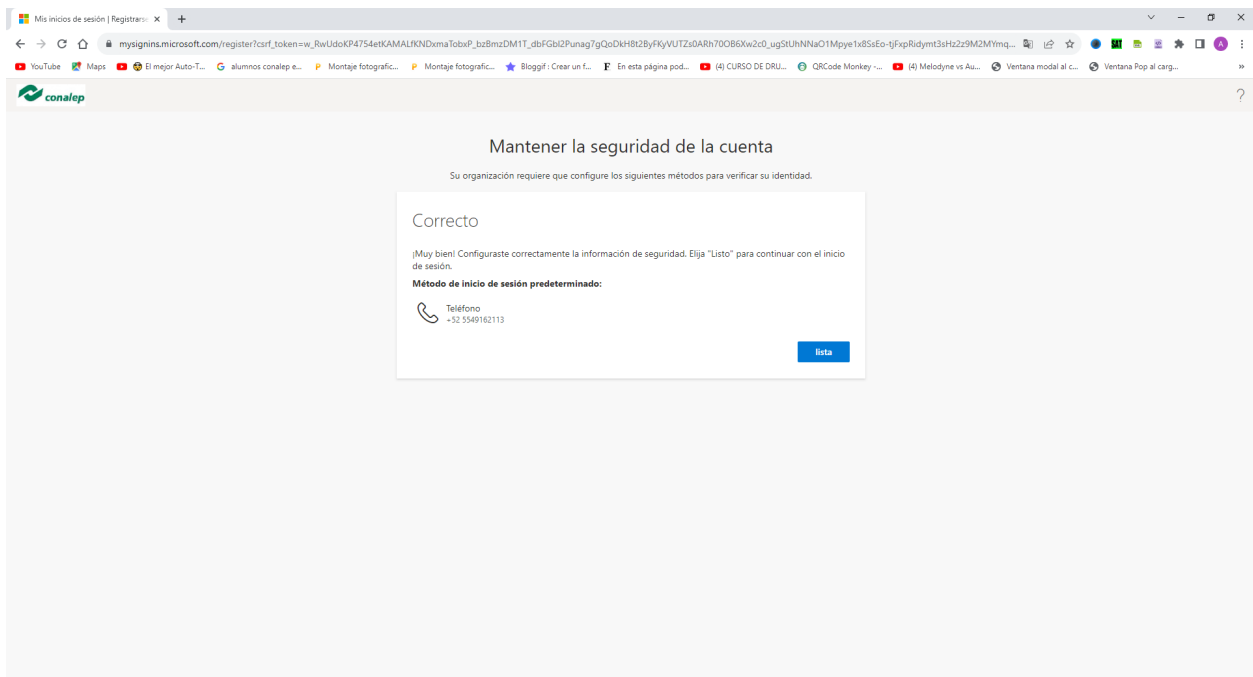 Mis inicios de sesión | Registrarse
mysignins.microsoft.com/register?csrf_token=w_RwUdoKP4754etKAMALfKNDxmaTobxP_bzBmzDM1T_dbFGbl2Punag7gQoDkH8t2ByFKyVUTZs0ARh70OB6Xw2c0_ugStUhNNaO1Mpye1x8SsEo-tjFxpRidymt3sHz2z9M2MYmq...
YouTube Maps El mejor Auto-T... alumnos conalep e... Montaje fotografic... Montaje fotografic... Bloggif : Crear un f... En esta página pod... (4) CURSO DE DRU... QRCode Monkey -... (4) Melodyne vs Au... Ventana modal al c... Ventana Pop al carg... »
conalep ?
Mantener la seguridad de la cuenta
Su organización requiere que configure los siguientes métodos para verificar su identidad.
Correcto
¡Muy bien! Configuraste correctamente la información de seguridad. Elija "Listo" para continuar con el inicio
de sesión.
Método de inicio de sesión predeterminado:
Teléfono
+52 5549162113
lista